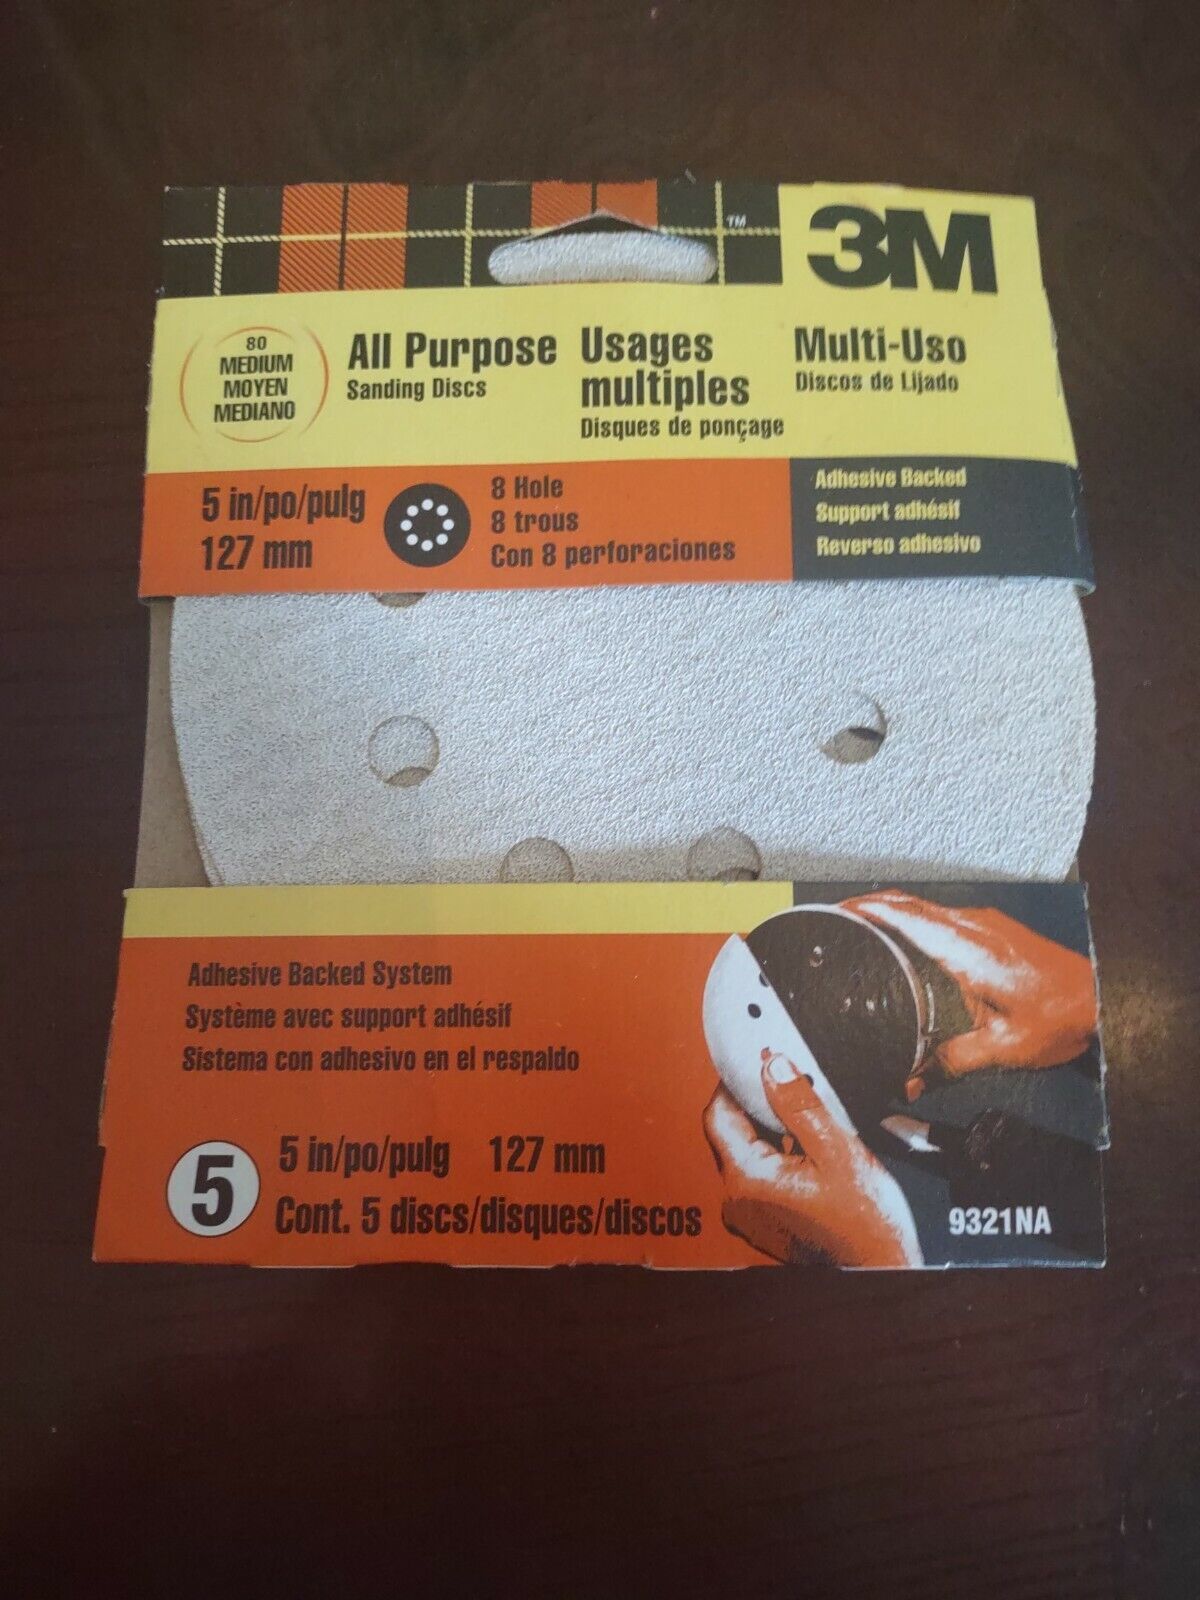 ™
3M
80
MEDIUM
MOYEN
MEDIANO
All Purpose
Sanding Discs
Usages
multiples
Disques de ponçage
Multi-Uso
Discos de Lijado
5 in/po/pulg
127 mm
8 Hole
8 trous
Con 8 perforaciones
Adhesive Backed
Support adhésif
Reverso adhesivo
Adhesive Backed System
Système avec support adhésif
Sistema con adhesivo en el respaldo
5
5 in/po/pulg 127 mm
Cont. 5 discs/disques/discos
9321NA